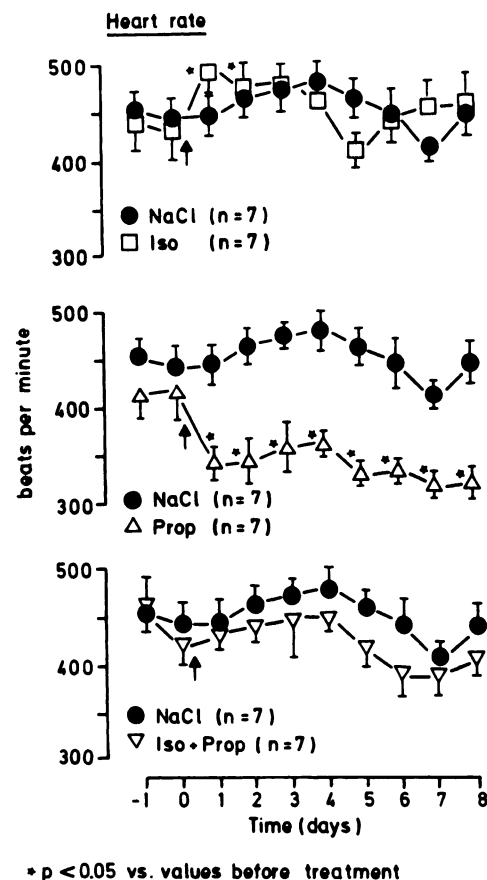 Heart rate
500
400
300
NaCl (n=7)
Iso (n=7)
beats per minute
500
400
300
NaCl (n=7)
Prop (n=7)
500
400
300
NaCl (n=7)
Iso+Prop (n=7)
-1 0 1 2 3 4 5 6 7 8
Time (days)
* p <0.05 vs. values before treatment